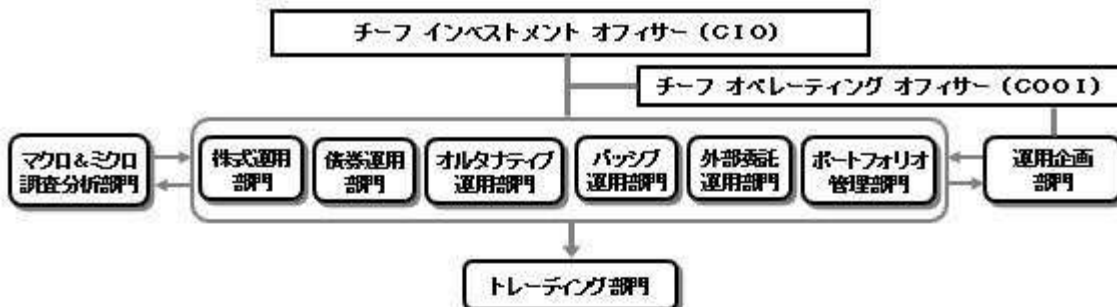 チーフ インベストメント オフィサー（CIO）
チーフ オペレーティング オフィサー（COOI）
マクロ＆ミクロ
調査分析部門
株式運用
部門
債券運用
部門
オルタナティブ
運用部門
パッシブ
運用部門
外部委託
運用部門
ポートフォリオ
管理部門
運用企画
部門
トレーディング部門